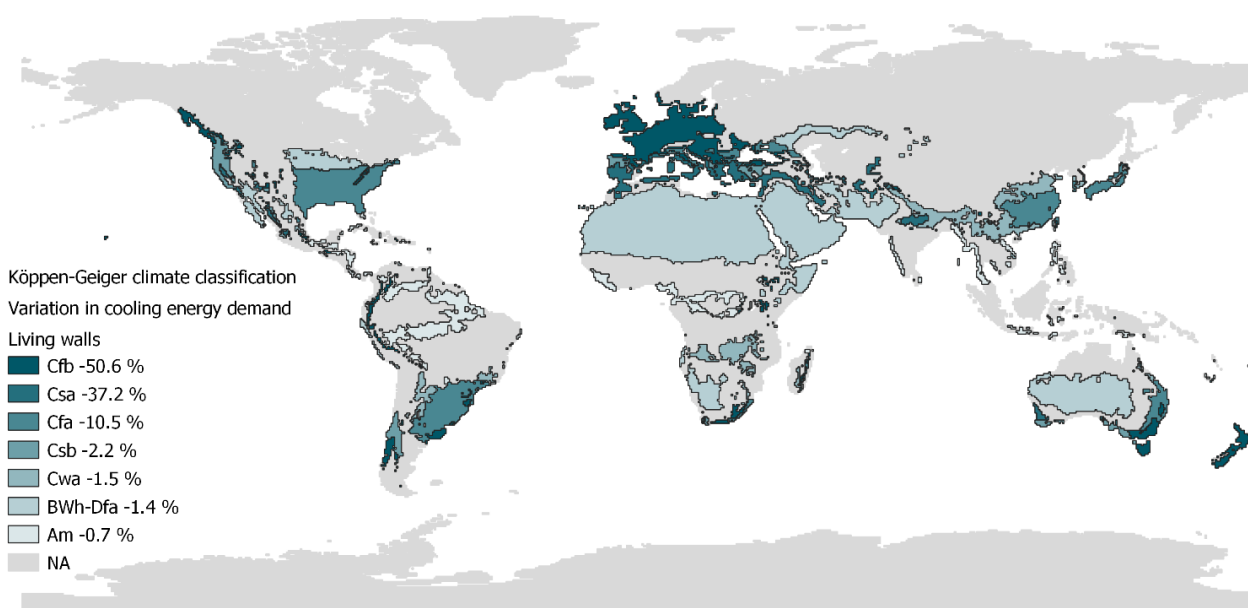 Köppen-Geiger climate classification
Variation in cooling energy demand
Living walls
Cfb -50.6 %
Csa -37.2 %
Cfa -10.5 %
Csb -2.2 %
Cwa -1.5 %
BWh-Dfa -1.4 %
Am -0.7 %
NA